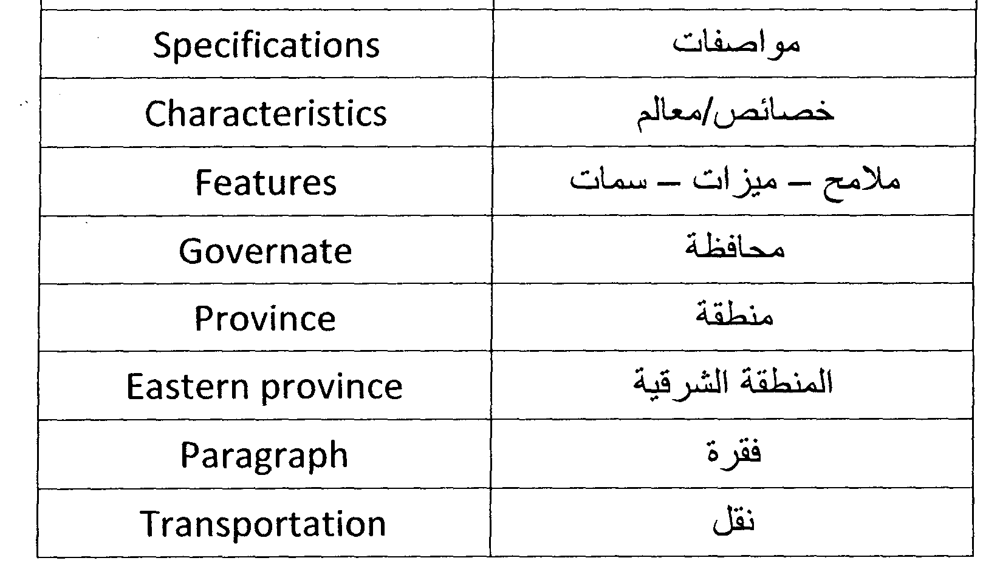 Specifications مواصفات
Characteristics خصائص/معالم
Features ملامح – ميزات – سمات
Governate محافظة
Province منطقة
Eastern province المنطقة الشرقية
Paragraph فقرة
Transportation نقل